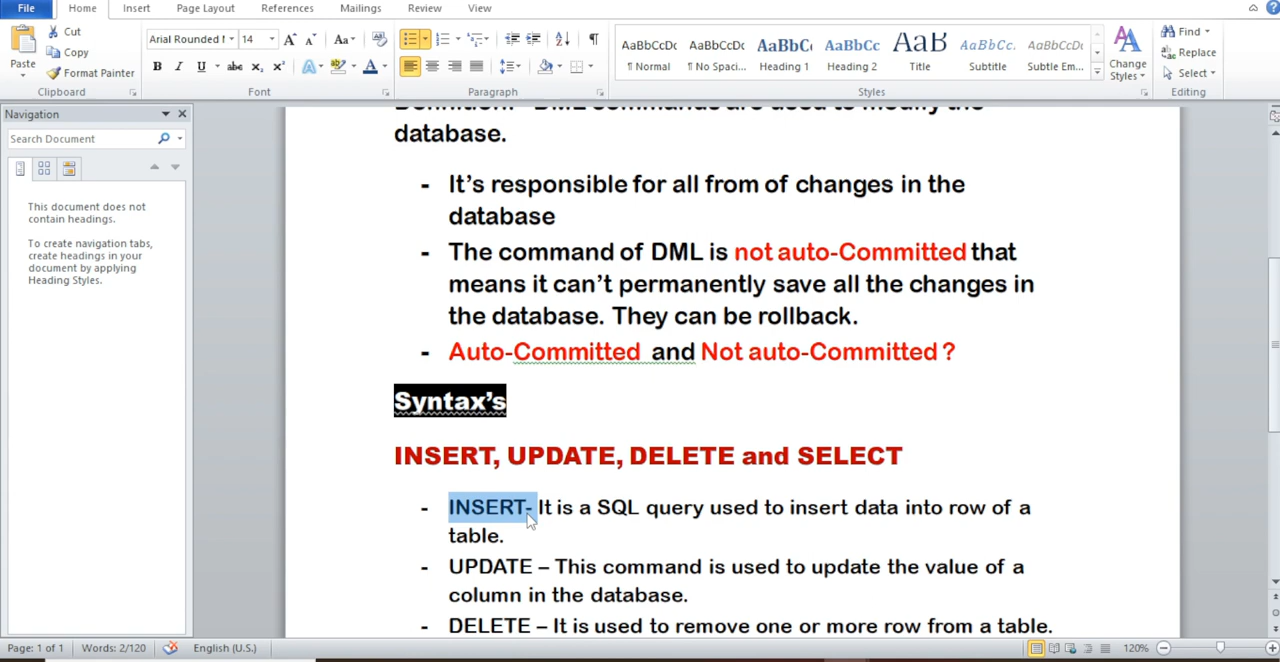 File Home Insert Page Layout References Mailings Review View
Cut
Copy
Format Painter
Paste
Clipboard
Arial Rounded I 14
Font
Paragraph
AaBbCcDc AaBbCcDc AaBbCc AaBbCc AaB AaBbCc. AaBbCcDc
¶ Normal ¶ No Spaci... Heading 1 Heading 2 Title Subtitle Subtle Em...
Change Styles
Styles
Find
Replace
Select
Editing
Navigation
Search Document
This document does not
contain headings.
To create navigation tabs,
create headings in your
document by applying
Heading Styles.
Definition:- DML commands are used to modify the
database.
- It's responsible for all from of changes in the
database
- The command of DML is not auto-Committed that
means it can't permanently save all the changes in
the database. They can be rollback.
- Auto-Committed and Not auto-Committed ?
Syntax's
INSERT, UPDATE, DELETE and SELECT
- INSERT- It is a SQL query used to insert data into row of a
table.
- UPDATE – This command is used to update the value of a
column in the database.
- DELETE – It is used to remove one or more row from a table.
Page: 1 of 1 Words: 2/120 English (U.S.) 120%